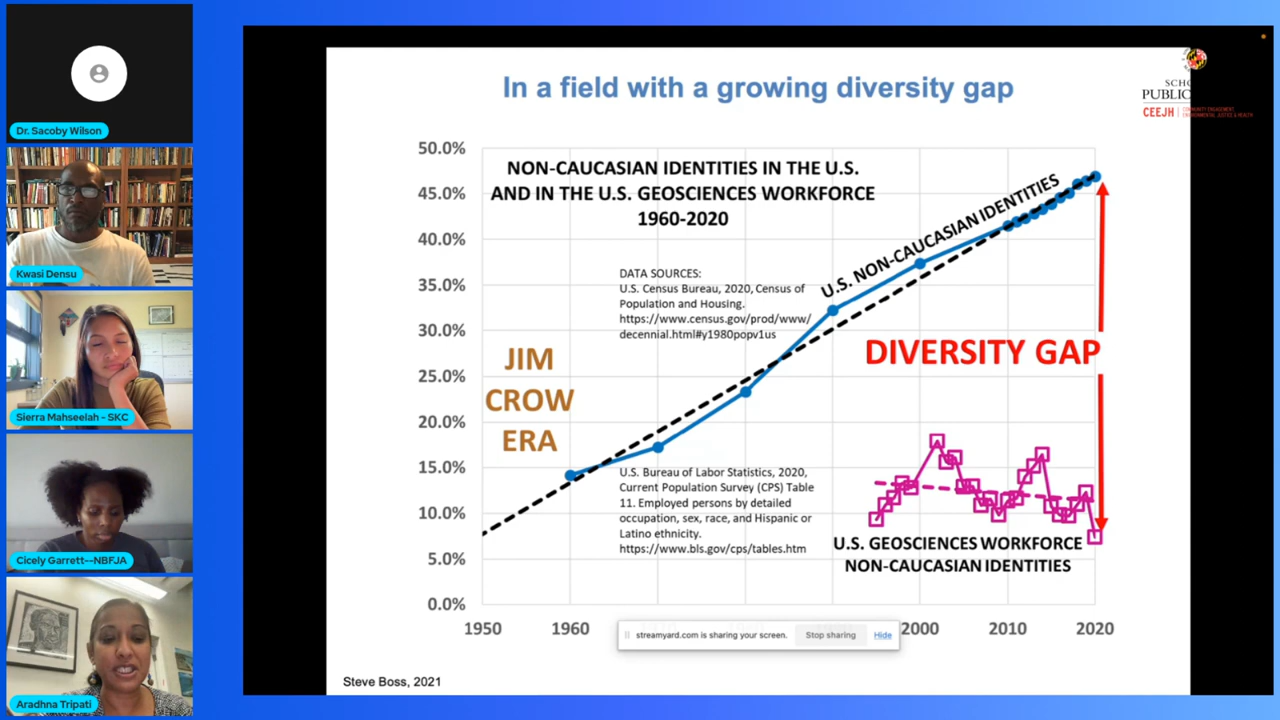 Dr. Sacoby Wilson
Kwasi Densu
Sierra Mahseelah - SKC
Cicely Garrett--NBFJA
Aradhna Tripati
In a field with a growing diversity gap
PUBLIC
CEEJH
COMMUNITY ENGAGEMENT,
ENVIRONMENTAL JUSTICE & HEALTH
NON-CAUCASIAN IDENTITIES IN THE U.S.
AND IN THE U.S. GEOSCIENCES WORKFORCE
1960-2020
50.0%
45.0%
40.0%
35.0%
30.0%
25.0%
20.0%
15.0%
10.0%
5.0%
0.0%
U.S. NON-CAUCASIAN IDENTITIES
DATA SOURCES:
U.S. Census Bureau, 2020, Census of
Population and Housing.
https://www.census.gov/prod/www/
decennial.html#y1980popv1us
JIM
CROW
ERA
DIVERSITY GAP
U.S. Bureau of Labor Statistics, 2020,
Current Population Survey (CPS) Table
11. Employed persons by detailed
occupation, sex, race, and Hispanic or
Latino ethnicity.
https://www.bls.gov/cps/tables.htm
U.S. GEOSCIENCES WORKFORCE
NON-CAUCASIAN IDENTITIES
1950 1960 2000 2010 2020
streamyard.com is sharing your screen. Stop sharing Hide
Steve Boss, 2021